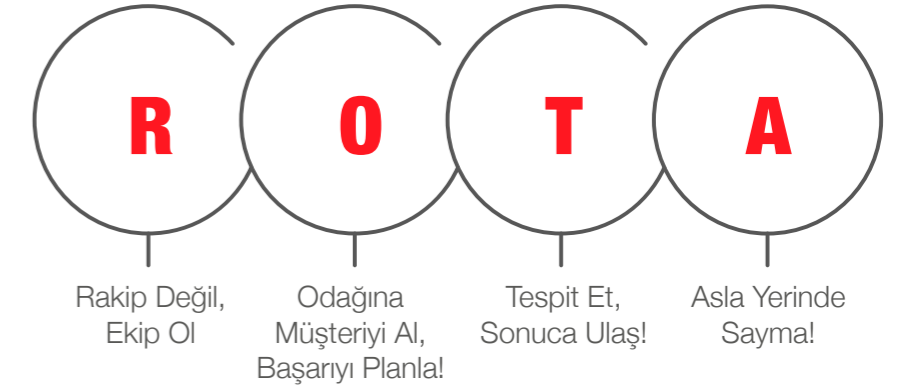 R O T A
Rakip Değil,
Ekip Ol
Odağına
Müşteriyi Al,
Başarıyı Planla!
Tespit Et,
Sonuca Ulaş!
Asla Yerinde
Sayma!